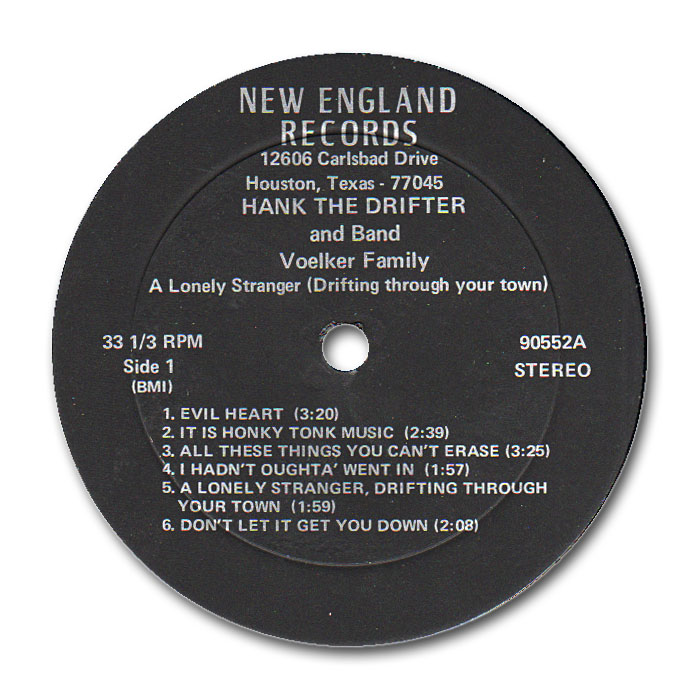 NEW ENGLAND
RECORDS
12606 Carlsbad Drive
Houston, Texas - 77045
HANK THE DRIFTER
and Band
Voelker Family
A Lonely Stranger (Drifting through your town)
33 1/3 RPM
Side 1
(BMI)
90552A
STEREO
1. EVIL HEART (3:20)
2. IT IS HONKY TONK MUSIC (2:39)
3. ALL THESE THINGS YOU CAN'T ERASE (3:25)
4. I HADN'T OUGHTA' WENT IN (1:57)
5. A LONELY STRANGER, DRIFTING THROUGH
YOUR TOWN (1:59)
6. DON'T LET IT GET YOU DOWN (2:08)